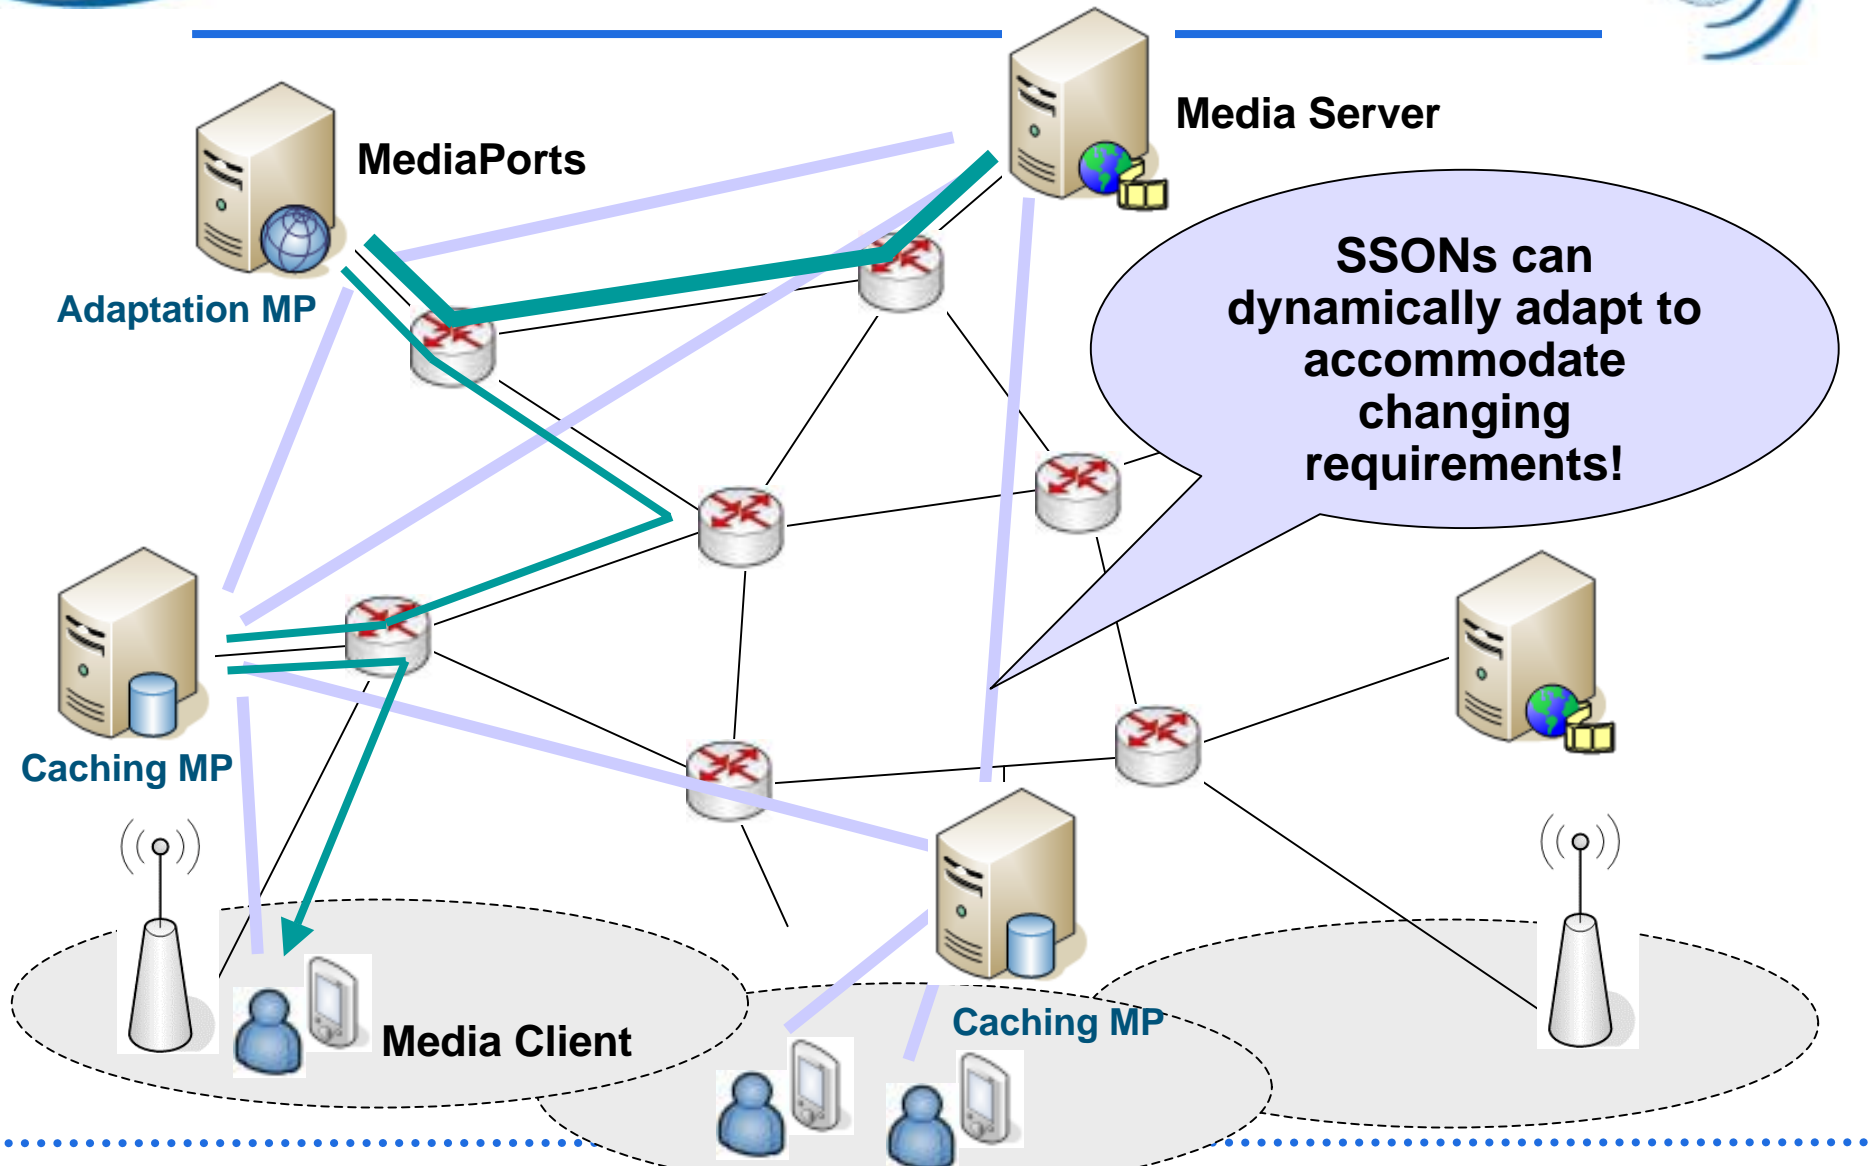 Media Server
MediaPorts
SSONs can
dynamically adapt to
accommodate
changing
requirements!
Adaptation MP
Caching MP
Caching MP
Media Client